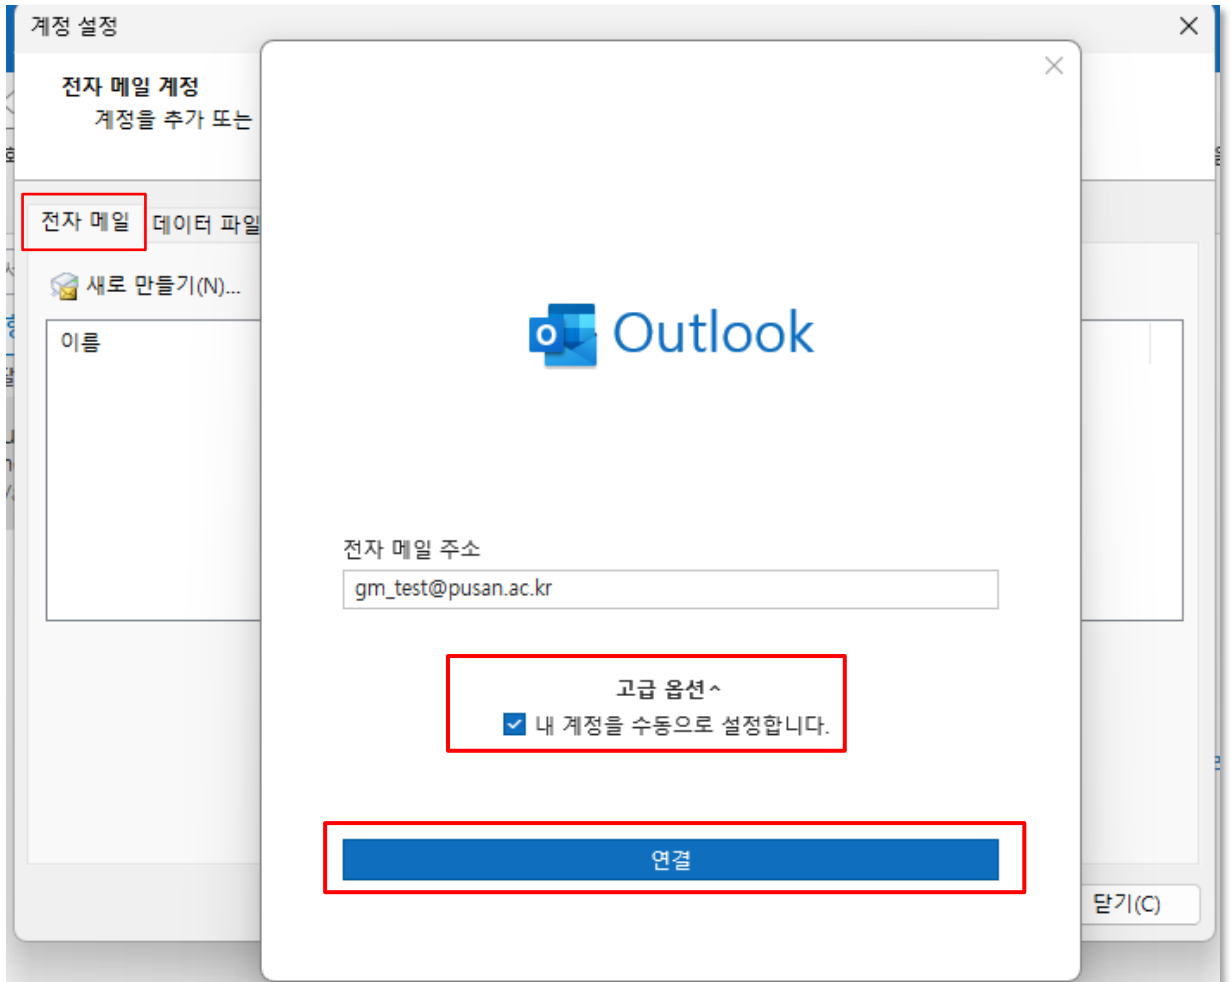 계정 설정
전자 메일 계정
계정을 추가 또는
전자 메일
데이터 파일
새로 만들기(N)...
이름
Outlook
전자 메일 주소
gm_test@pusan.ac.kr
고급 옵션^
내 계정을 수동으로 설정합니다.
연결
닫기(C)